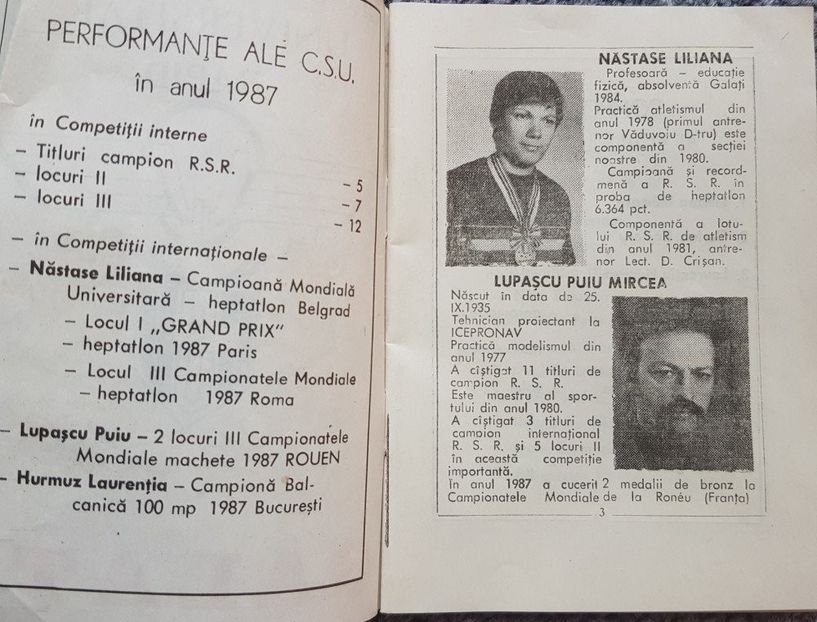 PERFORMANȚE ALE C.S.U.
în anul 1987
în Competiții interne
– Titluri campion R.S.R. – 5
– locuri II – 7
– locuri III – 12
– în Competiții internaționale –
– Năstase Liliana – Campioană Mondială
Universitară – heptatlon Belgrad
– Locul I „GRAND PRIX"
– heptatlon 1987 Paris
– Locul III Campionatele Mondiale
– heptatlon 1987 Roma
– Lupașcu Puiu – 2 locuri III Campionatele
Mondiale machete 1987 ROUEN
– Hurmuz Laurenția – Campionă Bal-
canică 100 mp 1987 București
NĂSTASE LILIANA
Profesoară – educație
fizică, absolventă Galați
1984.
Practică atletismul din
anul 1978 (primul antre-
nor Văduvoiu D-tru) este
componentă a secției
noastre din 1980.
Campioană și record-
menă a R. S. R. în
proba de heptatlon
6.364 pct.
Componentă a lotu-
lui R. S. R. de atletism
din anul 1981, antre-
nor Lect. D. Crișan.
LUPAȘCU PUIU MIRCEA
Născut în data de 25.
IX.1935
Tehnician proiectant la
ICEPRONAV
Practică modelismul din
anul 1977
A cîștigat 11 titluri de
campion R. S. R.
Este maestru al spor-
tului din anul 1980.
A cîștigat 3 titluri de
campion internațional
R. S. R. și 5 locuri II
în această competiție
importantă.
În anul 1987 a cucerit 2 medalii de bronz la
Campionatele Mondiale de la Ronéu (Franța)
3